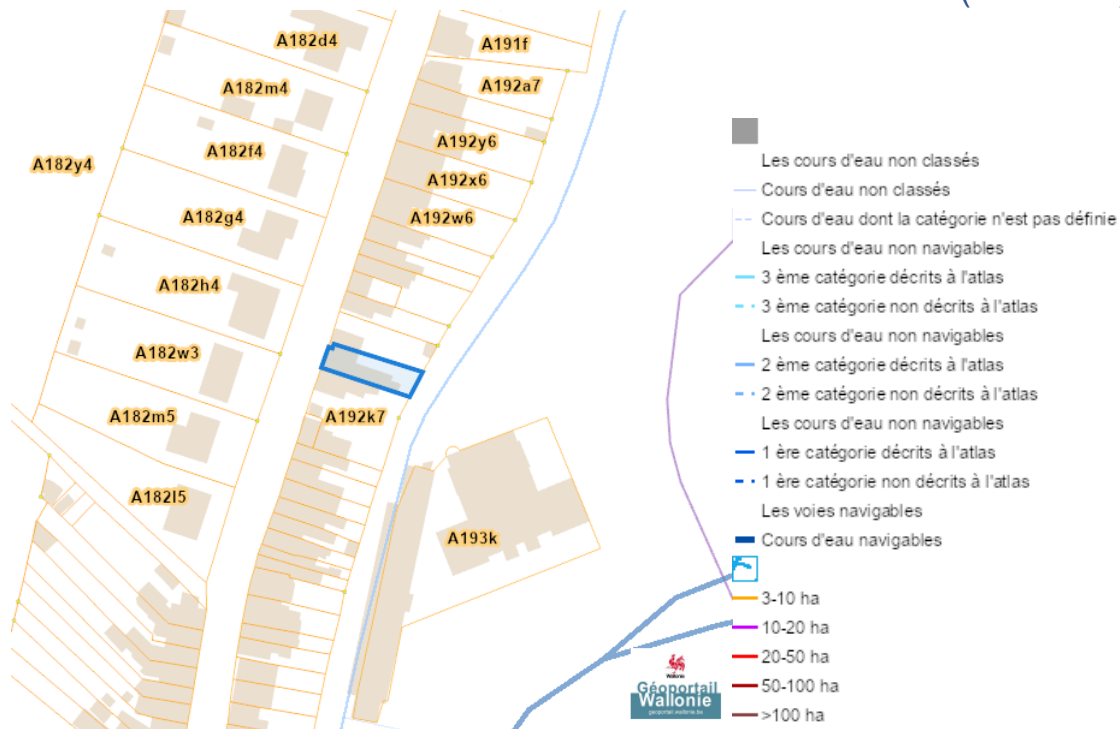 A182d4
A191f
A182m4
A192a7
A182f4
A192y6
A182y4
A192x6
A182g4
A192w6
A182h4
A182w3
A182m5
A192k7
A182l5
A193k
Les cours d'eau non classés
Cours d'eau non classés
Cours d'eau dont la catégorie n'est pas définie
Les cours d'eau non navigables
3 ème catégorie décrits à l'atlas
3 ème catégorie non décrits à l'atlas
Les cours d'eau non navigables
2 ème catégorie décrits à l'atlas
2 ème catégorie non décrits à l'atlas
Les cours d'eau non navigables
1 ère catégorie décrits à l'atlas
1 ère catégorie non décrits à l'atlas
Les voies navigables
Cours d'eau navigables
3-10 ha
10-20 ha
20-50 ha
50-100 ha
>100 ha
Wallonie
Géoportail
Wallonie
geoportail.wallonie.be